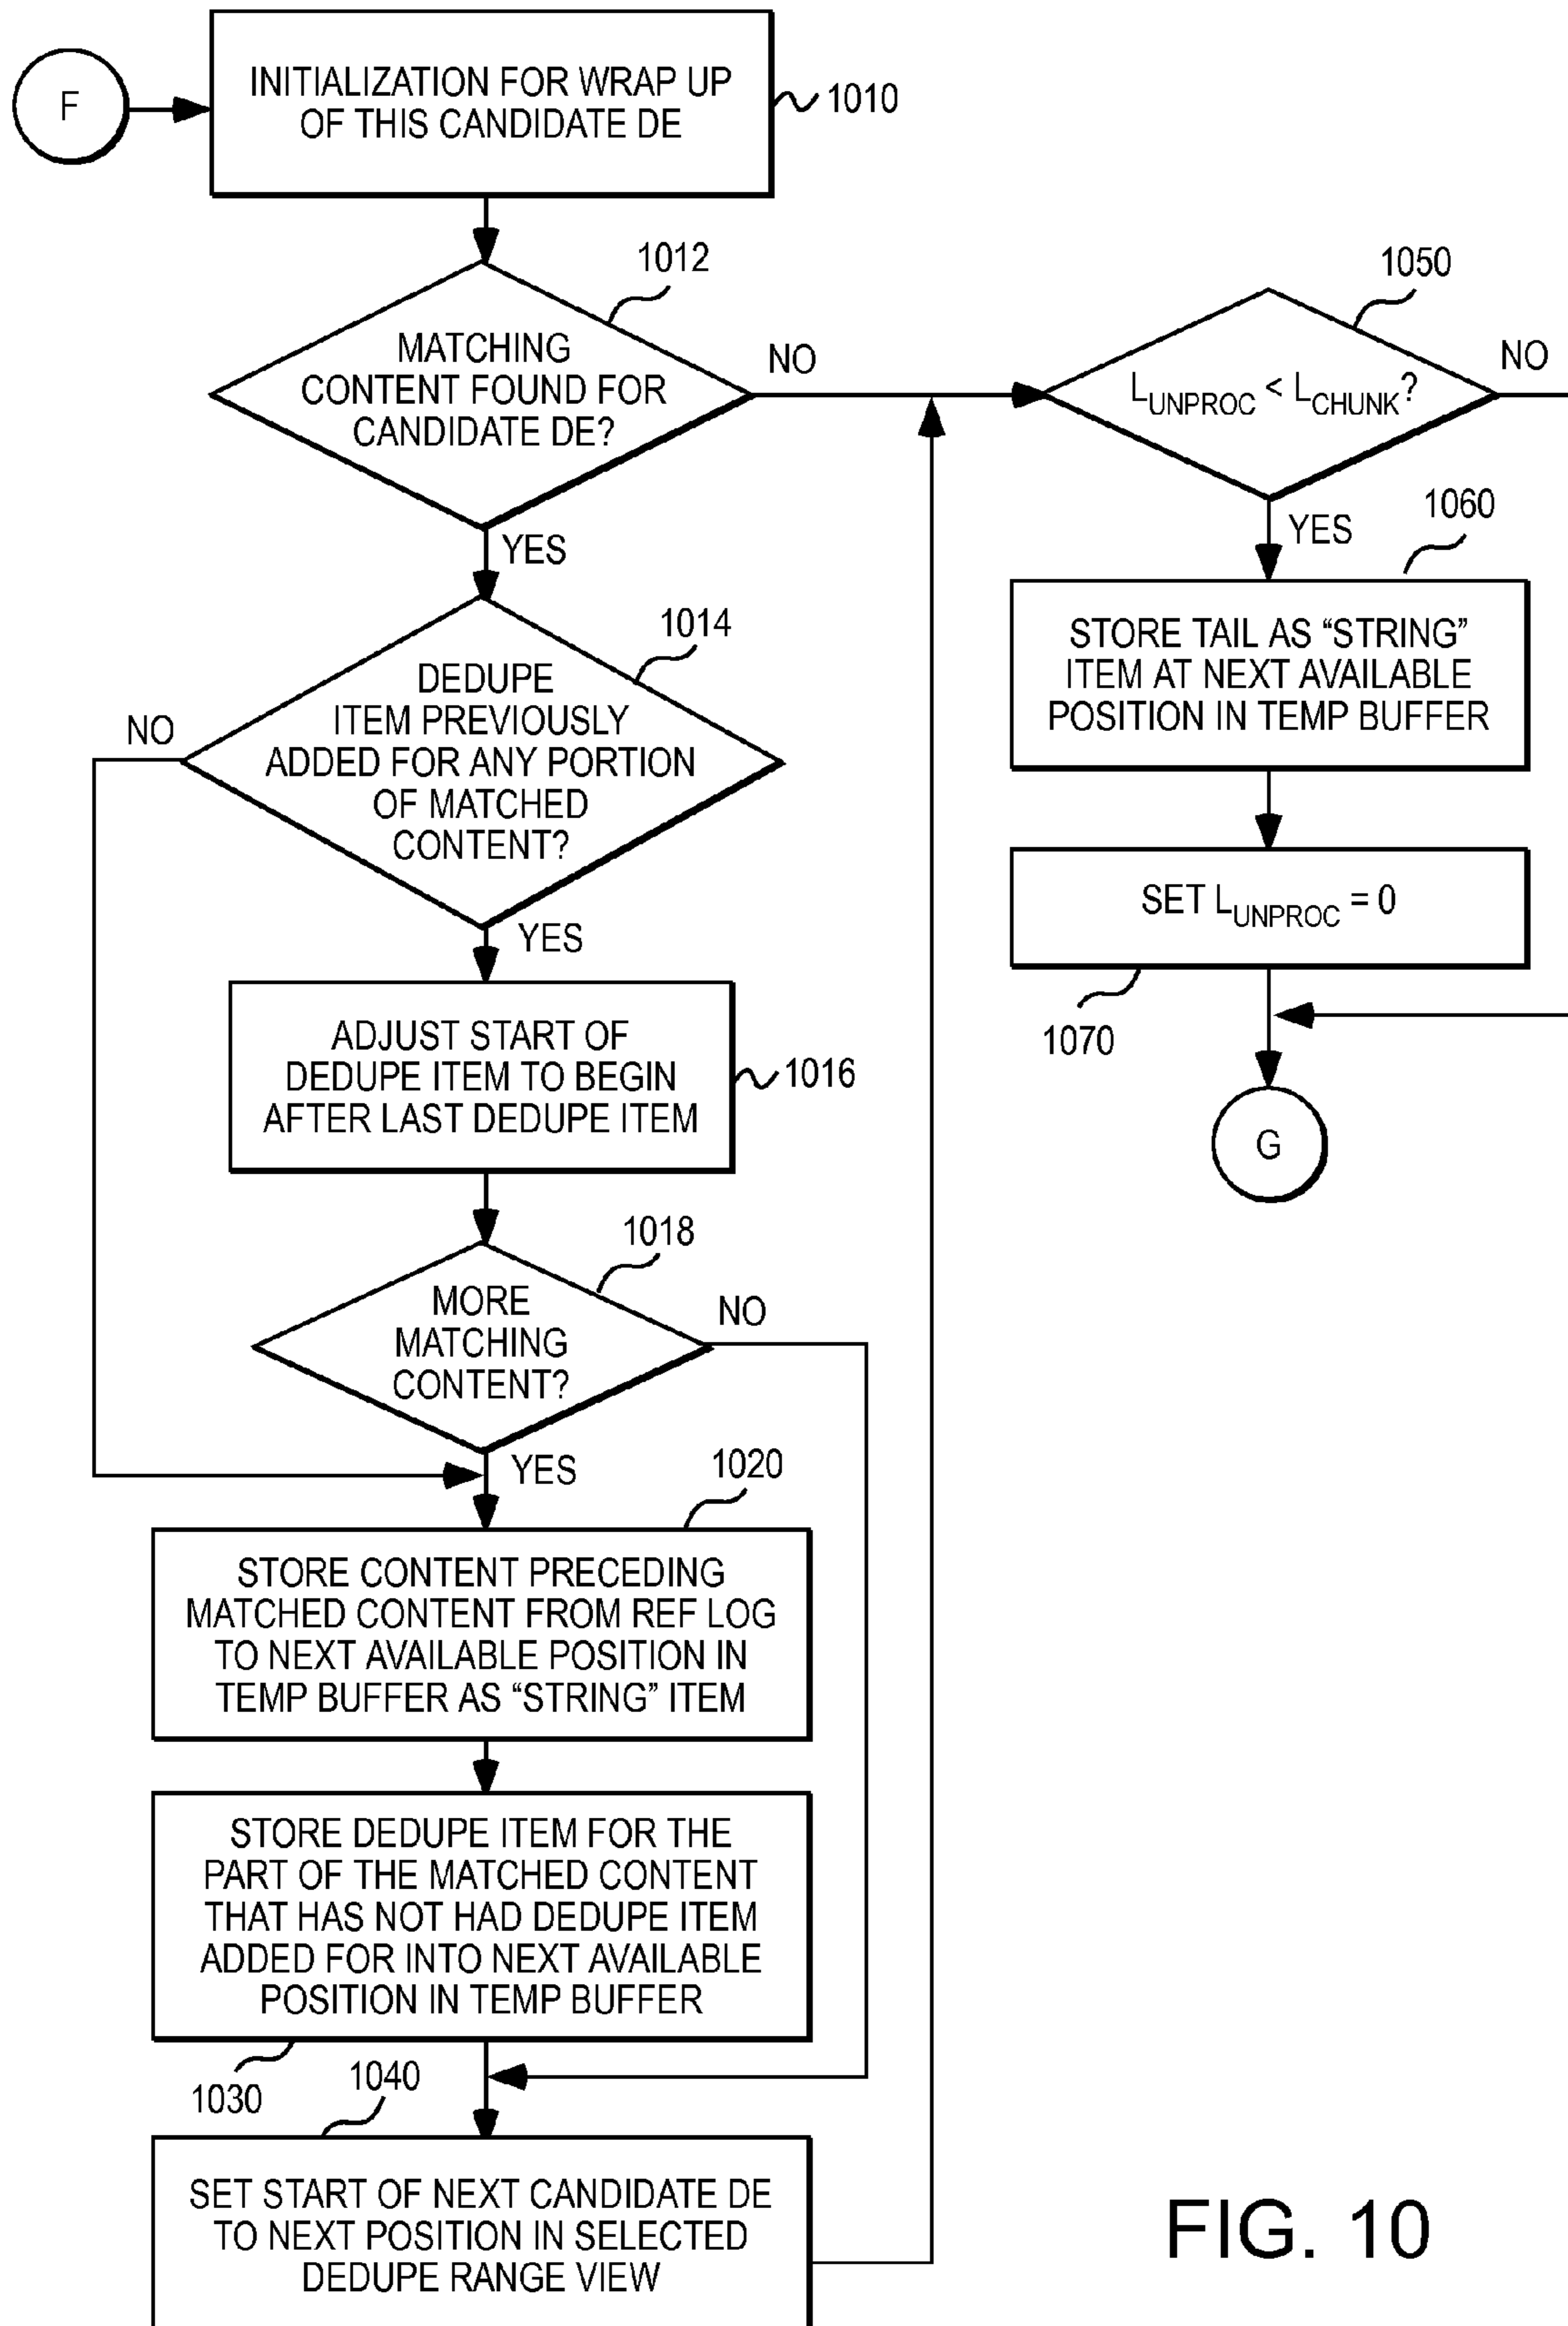 F
INITIALIZATION FOR WRAP UP
OF THIS CANDIDATE DE
1010
1012
MATCHING
CONTENT FOUND FOR
CANDIDATE DE?
NO
YES
1014
DEDUPE
ITEM PREVIOUSLY
ADDED FOR ANY PORTION
OF MATCHED
CONTENT?
NO
YES
ADJUST START OF
DEDUPE ITEM TO BEGIN
AFTER LAST DEDUPE ITEM
1016
1018
MORE
MATCHING
CONTENT?
NO
YES
1020
STORE CONTENT PRECEDING
MATCHED CONTENT FROM REF LOG
TO NEXT AVAILABLE POSITION IN
TEMP BUFFER AS “STRING” ITEM
STORE DEDUPE ITEM FOR THE
PART OF THE MATCHED CONTENT
THAT HAS NOT HAD DEDUPE ITEM
ADDED FOR INTO NEXT AVAILABLE
POSITION IN TEMP BUFFER
1030
1040
SET START OF NEXT CANDIDATE DE
TO NEXT POSITION IN SELECTED
DEDUPE RANGE VIEW
1050
LUNPROC < LCHUNK?
NO
YES
1060
STORE TAIL AS “STRING”
ITEM AT NEXT AVAILABLE
POSITION IN TEMP BUFFER
SET LUNPROC = 0
1070
G
FIG. 10